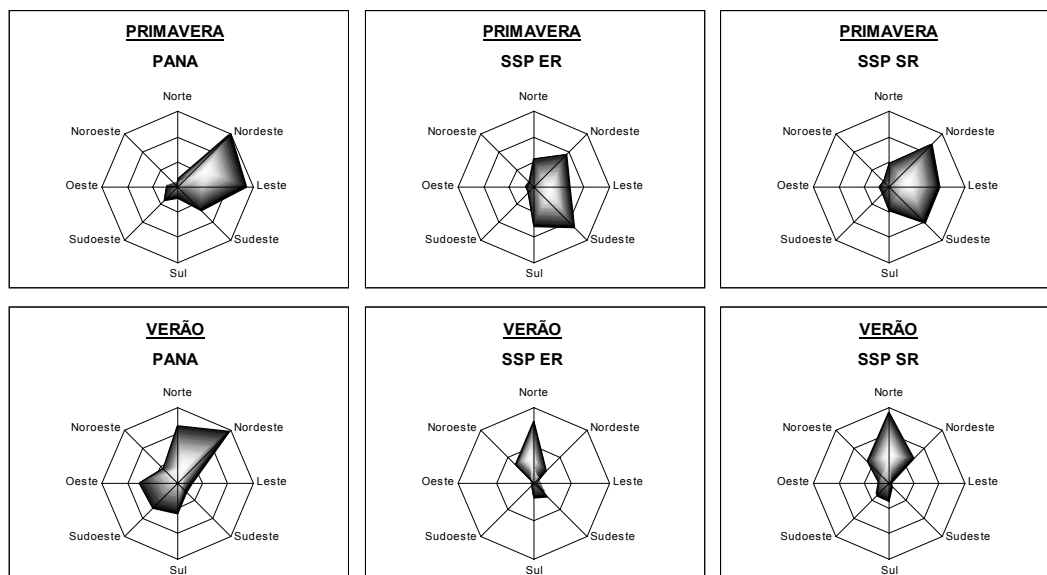 PRIMAVERA
PANA
Norte
Noroeste
Nordeste
Oeste
Leste
Sudoeste
Sudeste
Sul
PRIMAVERA
SSP ER
Norte
Noroeste
Nordeste
Oeste
Leste
Sudoeste
Sudeste
Sul
PRIMAVERA
SSP SR
Norte
Noroeste
Nordeste
Oeste
Leste
Sudoeste
Sudeste
Sul
VERÃO
PANA
Norte
Noroeste
Nordeste
Oeste
Leste
Sudoeste
Sudeste
Sul
VERÃO
SSP ER
Norte
Noroeste
Nordeste
Oeste
Leste
Sudoeste
Sudeste
Sul
VERÃO
SSP SR
Norte
Noroeste
Nordeste
Oeste
Leste
Sudoeste
Sudeste
Sul